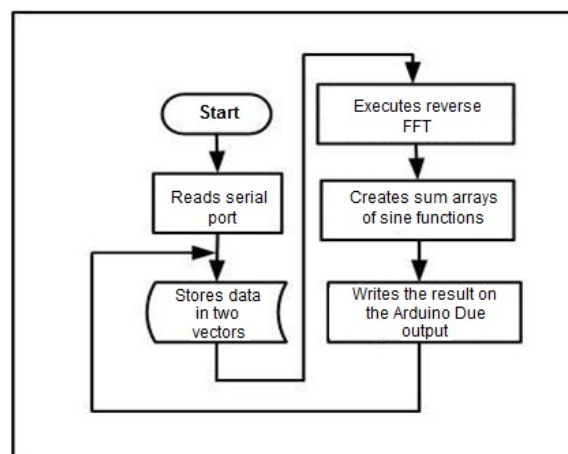 Start
Reads serial
port
Stores data
in two
vectors
Executes reverse
FFT
Creates sum arrays
of sine functions
Writes the result on
the Arduino Due
output